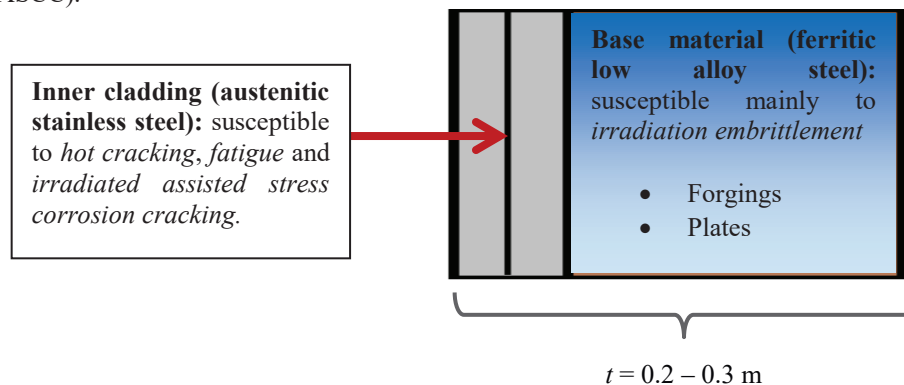 Inner cladding (austenitic
stainless steel): susceptible
to hot cracking, fatigue and
irradiated assisted stress
corrosion cracking.
Base material (ferritic
low alloy steel):
susceptible mainly to
irradiation embrittlement
• Forgings
• Plates
t = 0.2 – 0.3 m